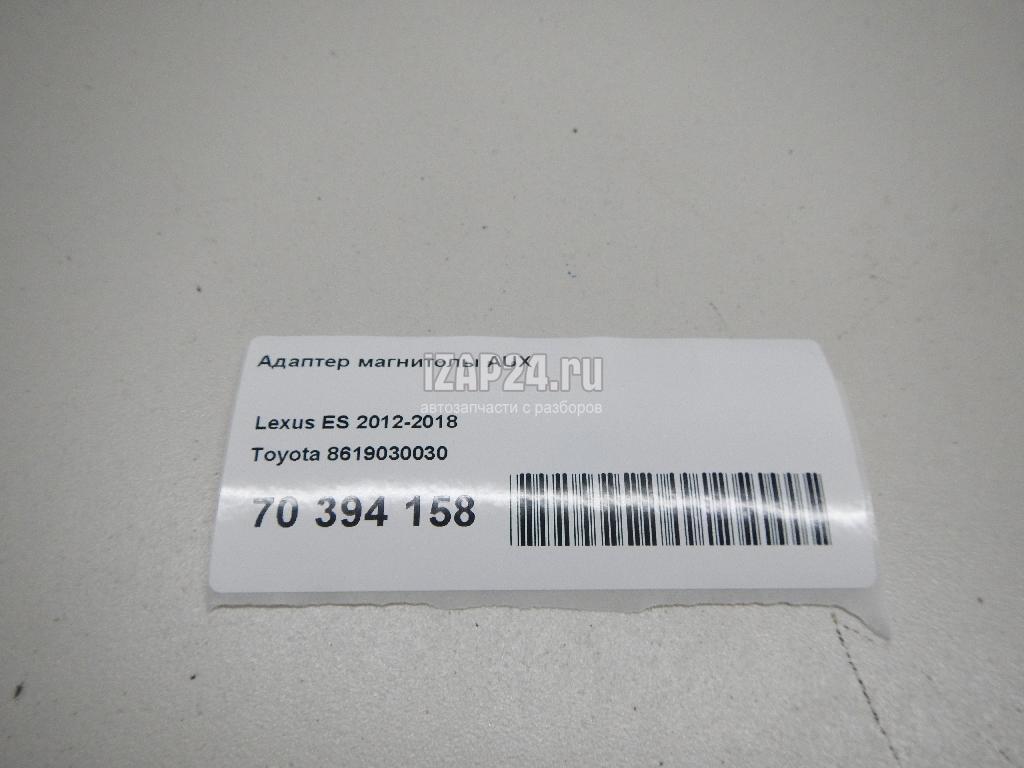 Адаптер магнитолы AUX
iZAP24.ru
автозапчасти с разборов
Lexus ES 2012-2018
Toyota 8619030030
70 394 158